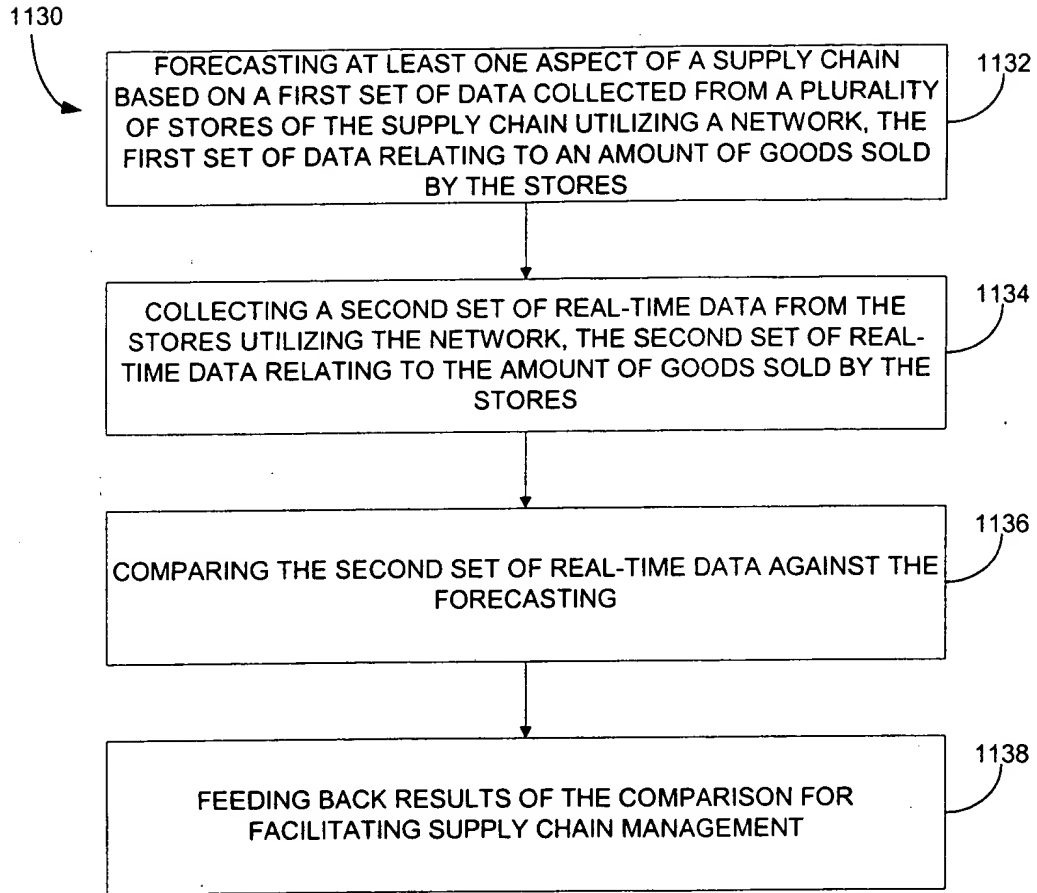 1130
FORECASTING AT LEAST ONE ASPECT OF A SUPPLY CHAIN
BASED ON A FIRST SET OF DATA COLLECTED FROM A PLURALITY
OF STORES OF THE SUPPLY CHAIN UTILIZING A NETWORK, THE
FIRST SET OF DATA RELATING TO AN AMOUNT OF GOODS SOLD
BY THE STORES
1132
COLLECTING A SECOND SET OF REAL-TIME DATA FROM THE
STORES UTILIZING THE NETWORK, THE SECOND SET OF REAL-
TIME DATA RELATING TO THE AMOUNT OF GOODS SOLD BY THE
STORES
1134
COMPARING THE SECOND SET OF REAL-TIME DATA AGAINST THE
FORECASTING
1136
FEEDING BACK RESULTS OF THE COMPARISON FOR
FACILITATING SUPPLY CHAIN MANAGEMENT
1138